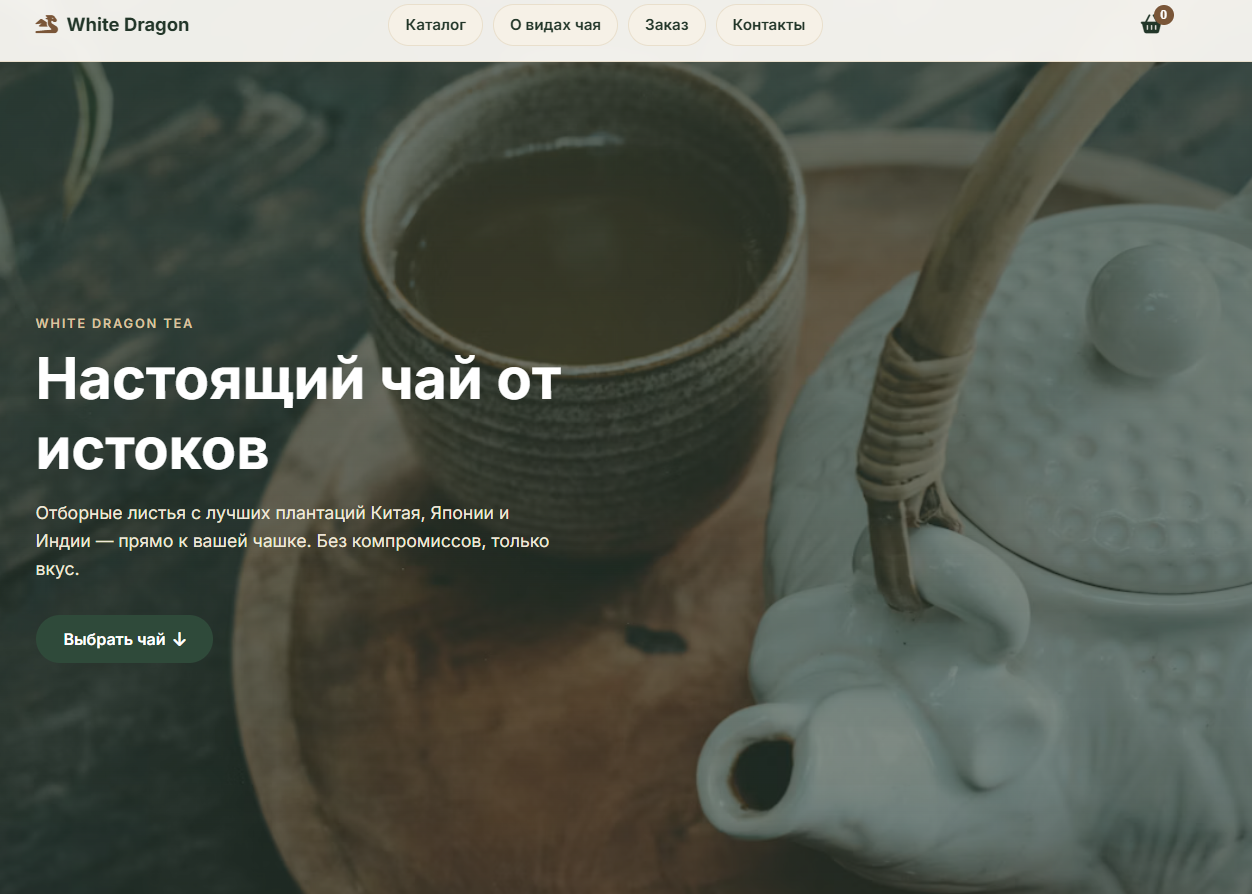 White Dragon
Каталог
О видах чая
Заказ
Контакты
0
WHITE DRAGON TEA
Настоящий чай от
истоков
Отборные листья с лучших плантаций Китая, Японии и
Индии — прямо к вашей чашке. Без компромиссов, только
вкус.
Выбрать чай ↓